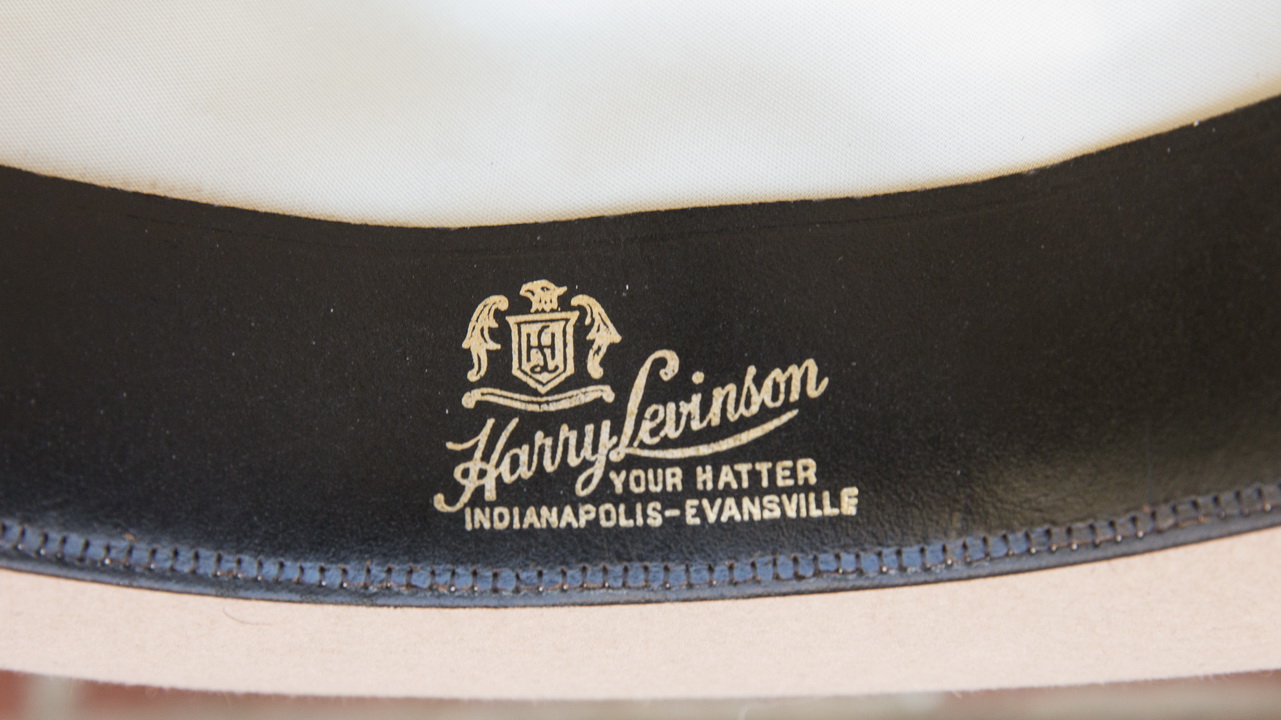 Harry Levinson
YOUR HATTER
INDIANAPOLIS-EVANSVILLE